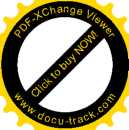 PDF-XChange Viewer
Click to buy NOW!
www.docu-track.com